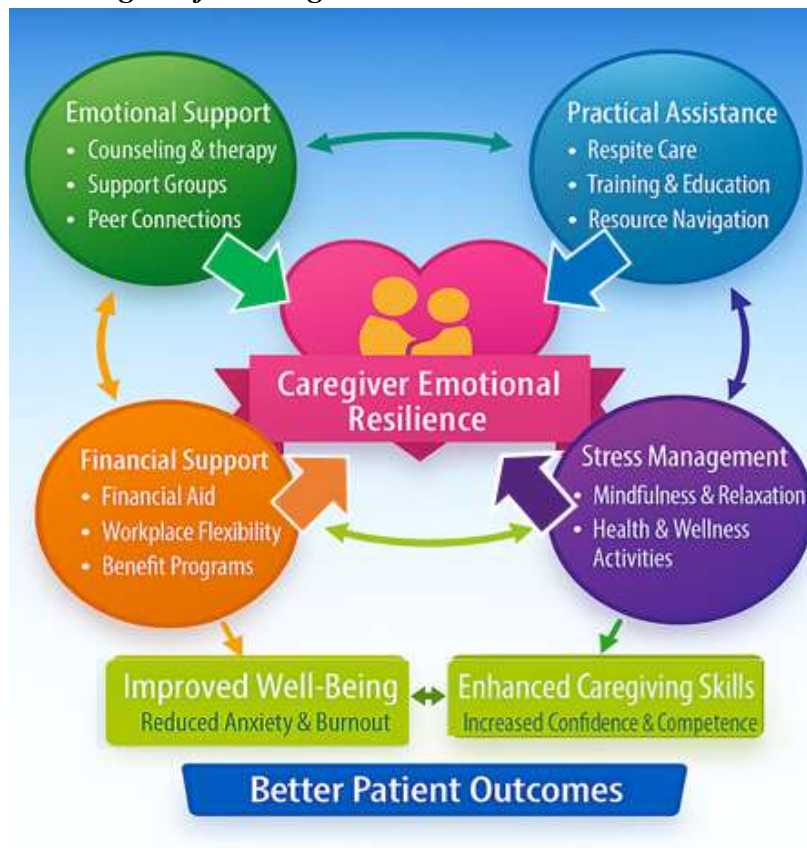 Emotional Support
• Counseling & therapy
• Support Groups
• Peer Connections
Practical Assistance
• Respite Care
• Training & Education
• Resource Navigation
Caregiver Emotional
Resilience
Financial Support
• Financial Aid
• Workplace Flexibility
• Benefit Programs
Stress Management
• Mindfulness & Relaxation
• Health & Wellness
Activities
Improved Well-Being
Reduced Anxiety & Burnout
Enhanced Caregiving Skills
Increased Confidence & Competence
Better Patient Outcomes